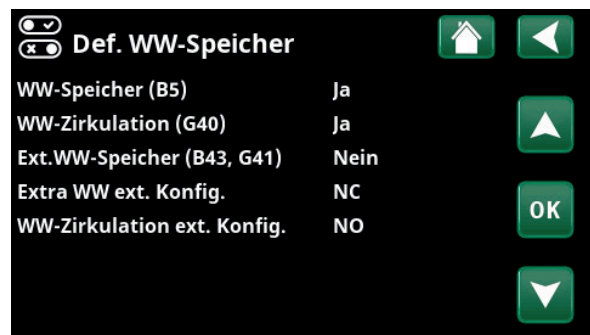 Def. WW-Speicher
WW-Speicher (B5) Ja
WW-Zirkulation (G40) Ja
Ext.WW-Speicher (B43, G41) Nein
Extra WW ext. Konfig. NC
WW-Zirkulation ext. Konfig. NO
OK